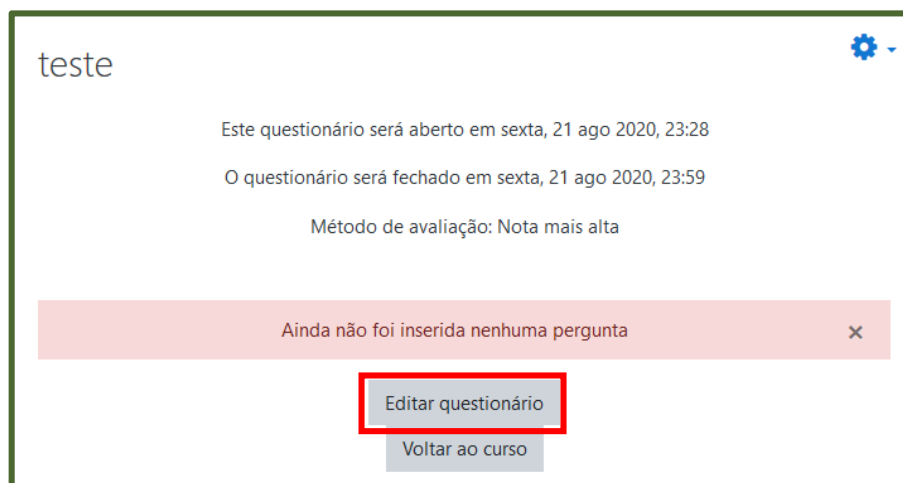 teste
Este questionário será aberto em sexta, 21 ago 2020, 23:28
O questionário será fechado em sexta, 21 ago 2020, 23:59
Método de avaliação: Nota mais alta
Ainda não foi inserida nenhuma pergunta ×
Editar questionário
Voltar ao curso